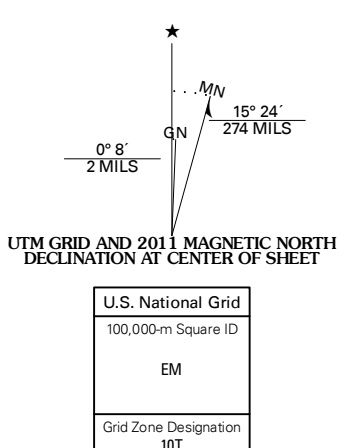 ★
MN
15° 24´
274 MILS
GN
0° 8´
2 MILS
UTM GRID AND 2011 MAGNETIC NORTH
DECLINATION AT CENTER OF SHEET
U.S. National Grid
100,000-m Square ID
EM
Grid Zone Designation
10T